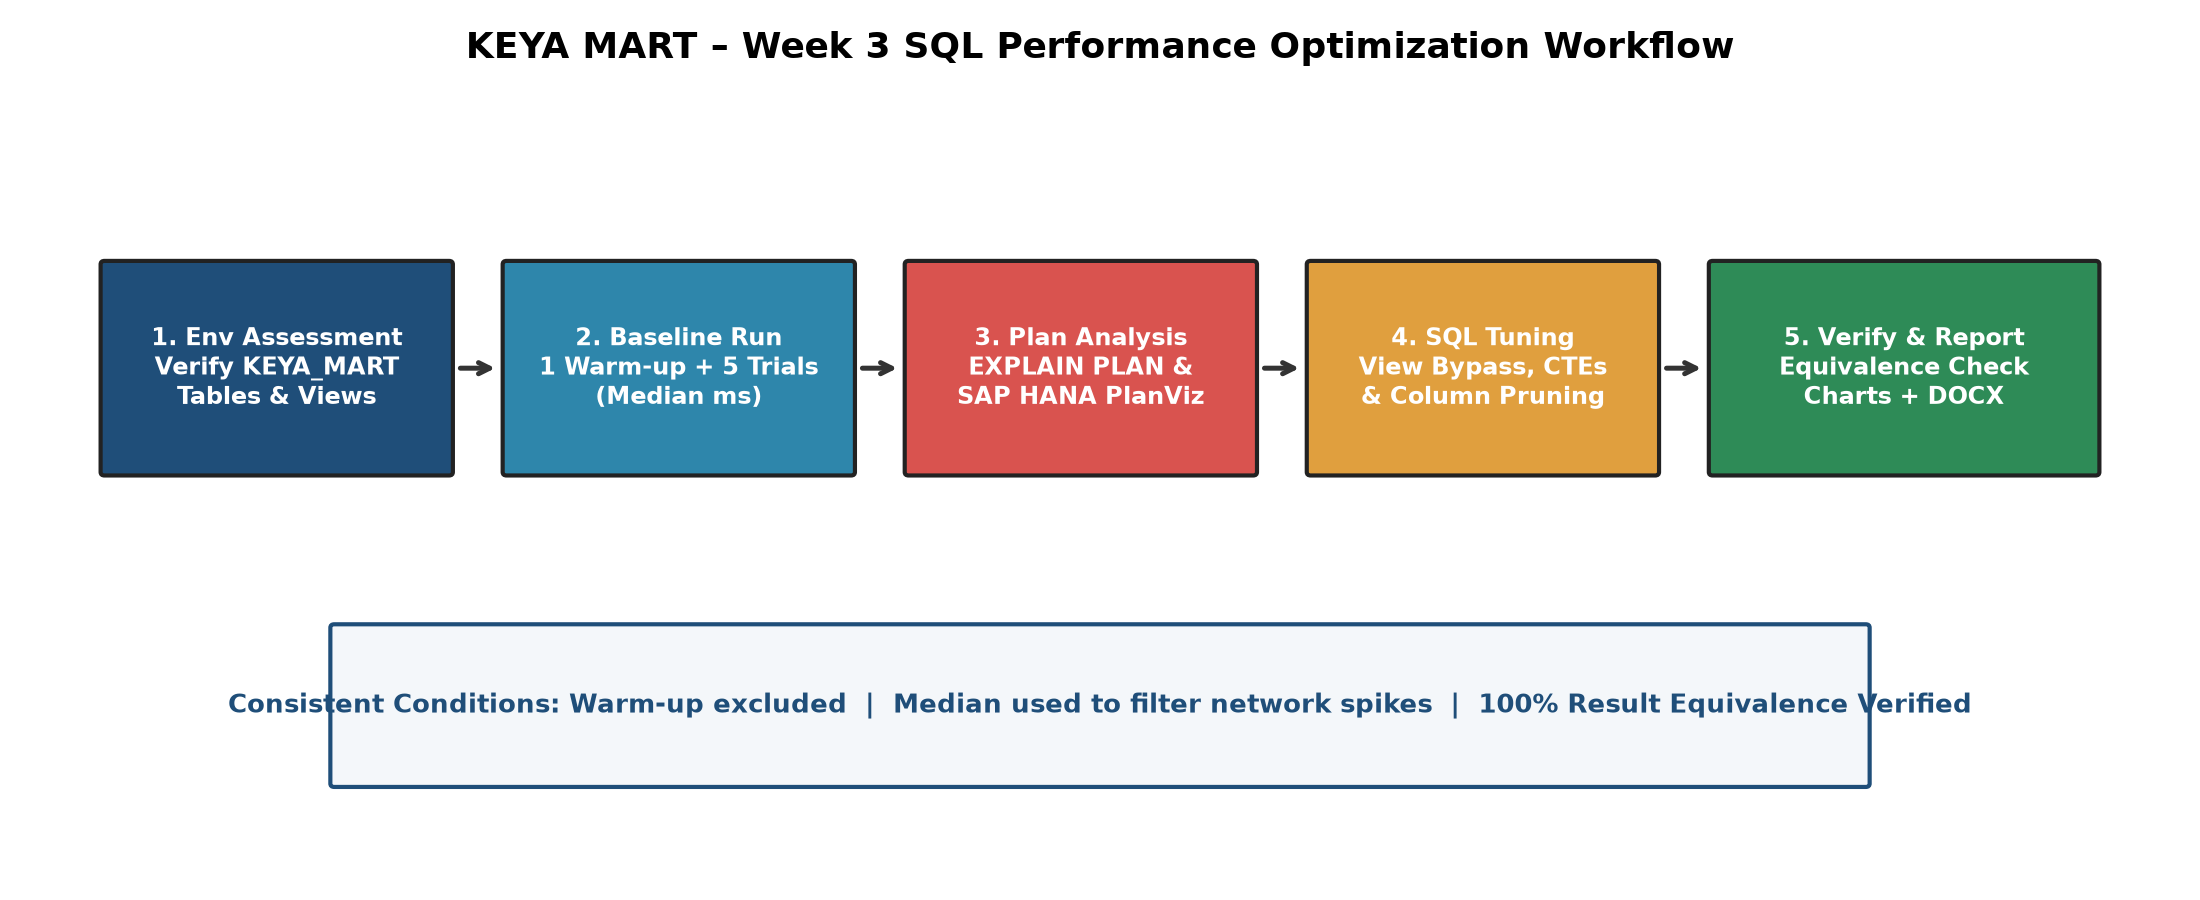 KEYA MART – Week 3 SQL Performance Optimization Workflow
1. Env Assessment
Verify KEYA_MART
Tables & Views
2. Baseline Run
1 Warm-up + 5 Trials
(Median ms)
3. Plan Analysis
EXPLAIN PLAN &
SAP HANA PlanViz
4. SQL Tuning
View Bypass, CTEs
& Column Pruning
5. Verify & Report
Equivalence Check
Charts + DOCX
Consistent Conditions: Warm-up excluded | Median used to filter network spikes | 100% Result Equivalence Verified